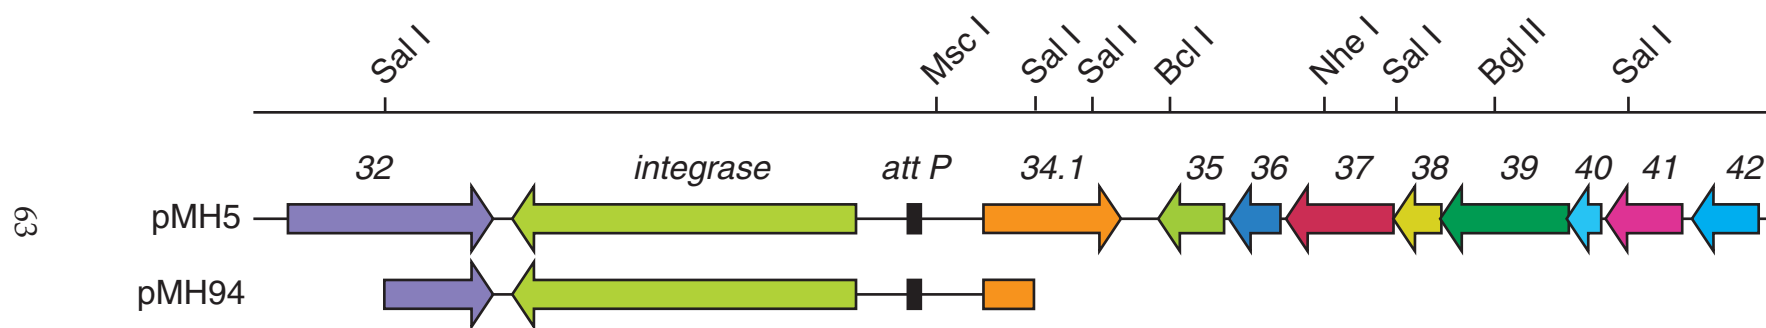 Sal I Msc I Sal I Sal I Bcl I Nhe I Sal I Bgl II Sal I
32 integrase att P 34.1 35 36 37 38 39 40 41 42
pMH5
pMH94
63